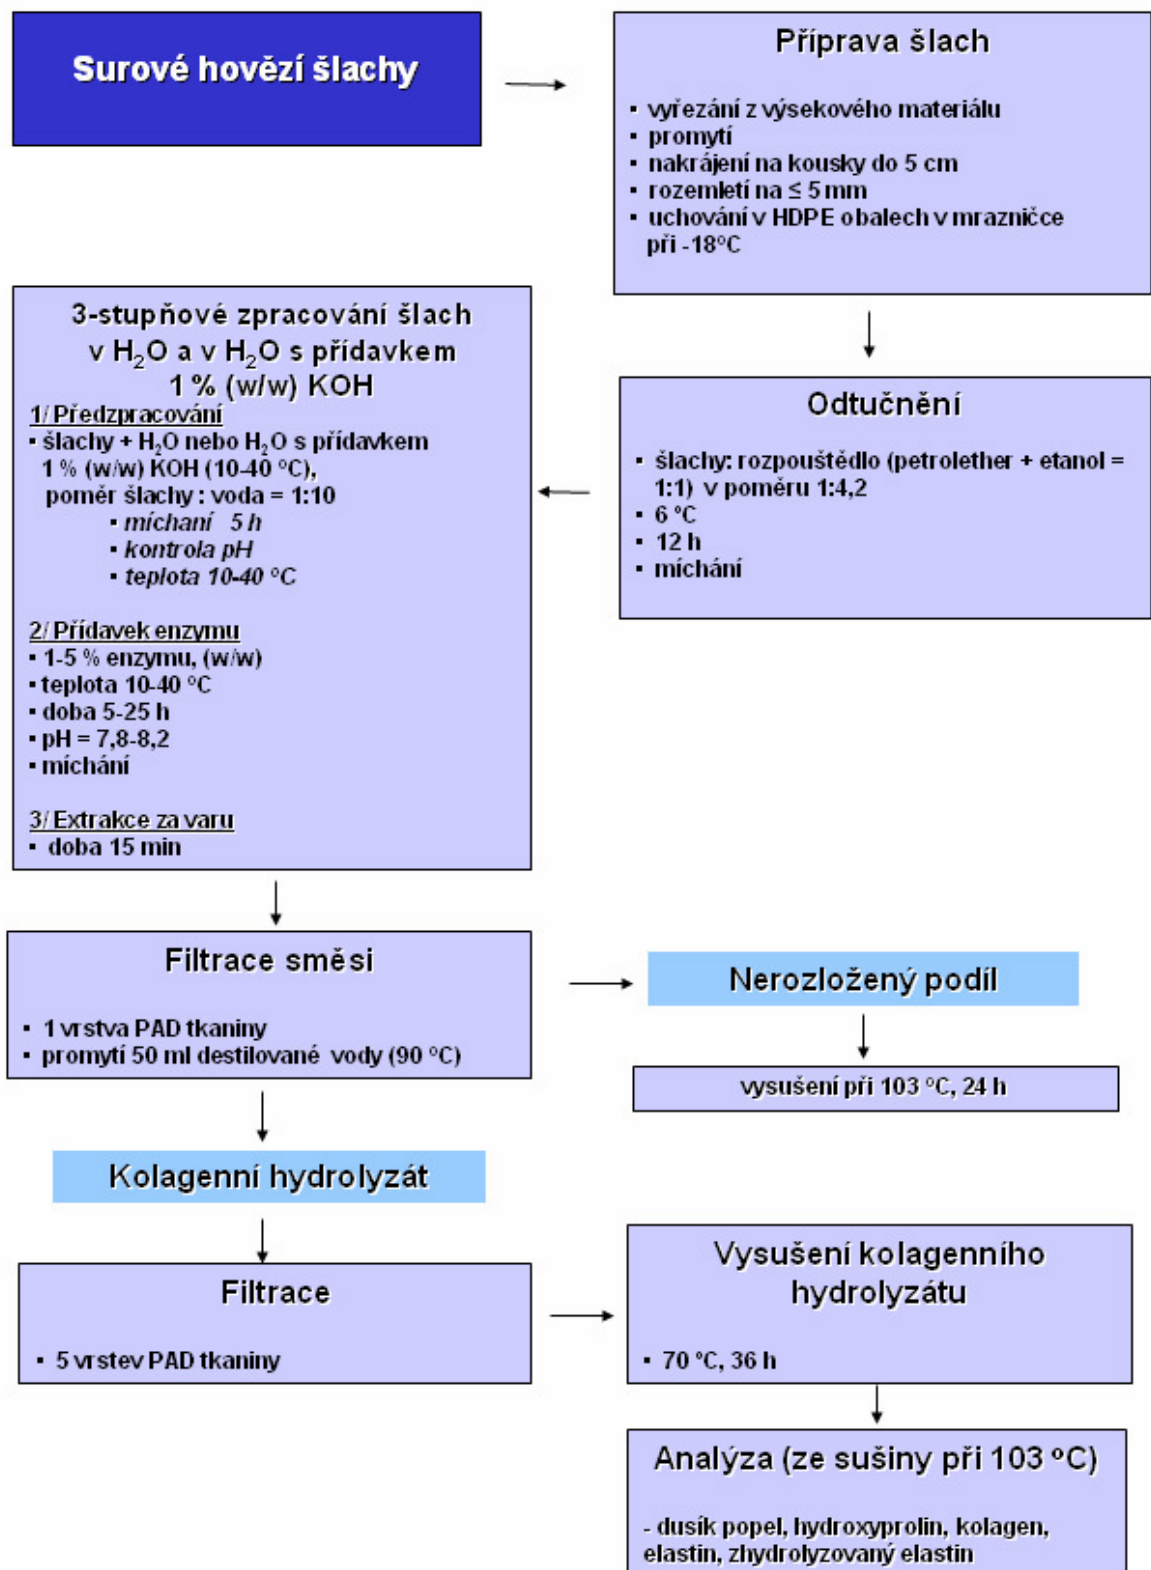 Surové hovězí šlachy
Příprava šlach
▪ vyřezání z výsekového materiálu
▪ promytí
▪ nakrájení na kousky do 5 cm
▪ rozemletí na ≤ 5 mm
▪ uchování v HDPE obalech v mrazničce
při -18°C
Odtučnění
▪ šlachy: rozpouštědlo (petrolether + etanol =
1:1) v poměru 1:4,2
▪ 6 °C
▪ 12 h
▪ míchání
3-stupňové zpracování šlach
v H₂O a v H₂O s přídavkem
1 % (w/w) KOH
1/ Předzpracování
▪ šlachy + H₂O nebo H₂O s přídavkem
1 % (w/w) KOH (10-40 °C),
poměr šlachy : voda = 1:10
▪ míchaní 5 h
▪ kontrola pH
▪ teplota 10-40 °C
2/ Přídavek enzymu
▪ 1-5 % enzymu, (w/w)
▪ teplota 10-40 °C
▪ doba 5-25 h
▪ pH = 7,8-8,2
▪ míchání
3/ Extrakce za varu
▪ doba 15 min
Filtrace směsi
▪ 1 vrstva PAD tkaniny
▪ promytí 50 ml destilované vody (90 °C)
Nerozložený podíl
vysušení při 103 °C, 24 h
Kolagenní hydrolyzát
Filtrace
▪ 5 vrstev PAD tkaniny
Vysušení kolagenního
hydrolyzátu
▪ 70 °C, 36 h
Analýza (ze sušiny při 103 °C)
- dusík popel, hydroxyprolin, kolagen,
elastin, zhydrolyzovaný elastin